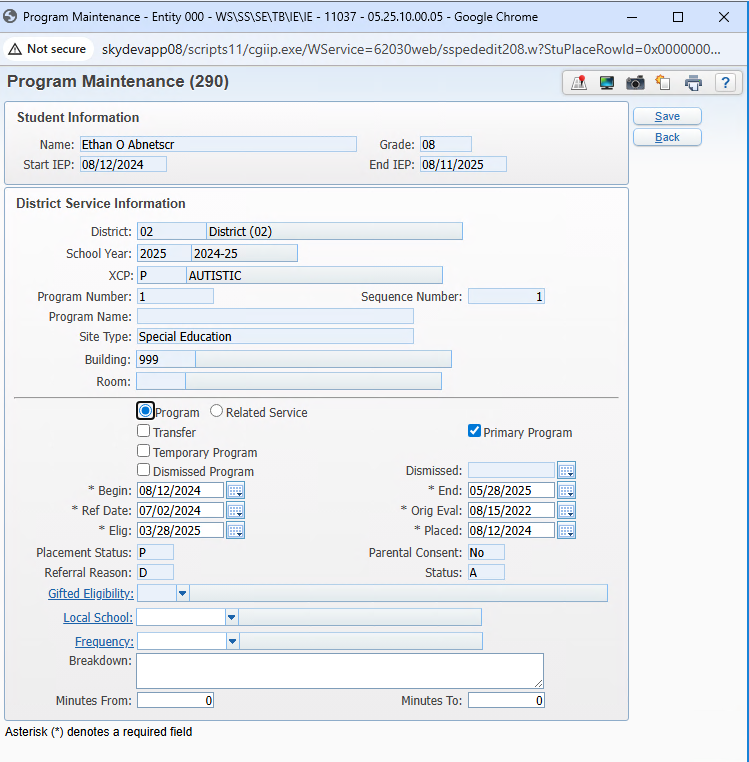 Program Maintenance - Entity 000 - WS\SS\SE\TB\IE\IE - 11037 - 05.25.10.00.05 - Google Chrome
Not secure skydevapp08/scripts11/cgiip.exe/WService=62030web/sspededit208.w?StuPlaceRowId=0x0000000...
Program Maintenance (290) ?
Student Information Save
Back
Name: Ethan O Abnetscr Grade: 08
Start IEP: 08/12/2024 End IEP: 08/11/2025
District Service Information
District: 02 District (02)
School Year: 2025 2024-25
XCP: P AUTISTIC
Program Number: 1 Sequence Number: 1
Program Name:
Site Type: Special Education
Building: 999
Room:
Program Related Service
Transfer Primary Program
Temporary Program
Dismissed Program Dismissed:
* Begin: 08/12/2024 * End: 05/28/2025
* Ref Date: 07/02/2024 * Orig Eval: 08/15/2022
* Elig: 03/28/2025 * Placed: 08/12/2024
Placement Status: P Parental Consent: No
Referral Reason: D Status: A
Gifted Eligibility:
Local School:
Frequency:
Breakdown:
Minutes From: 0 Minutes To: 0
Asterisk (*) denotes a required field